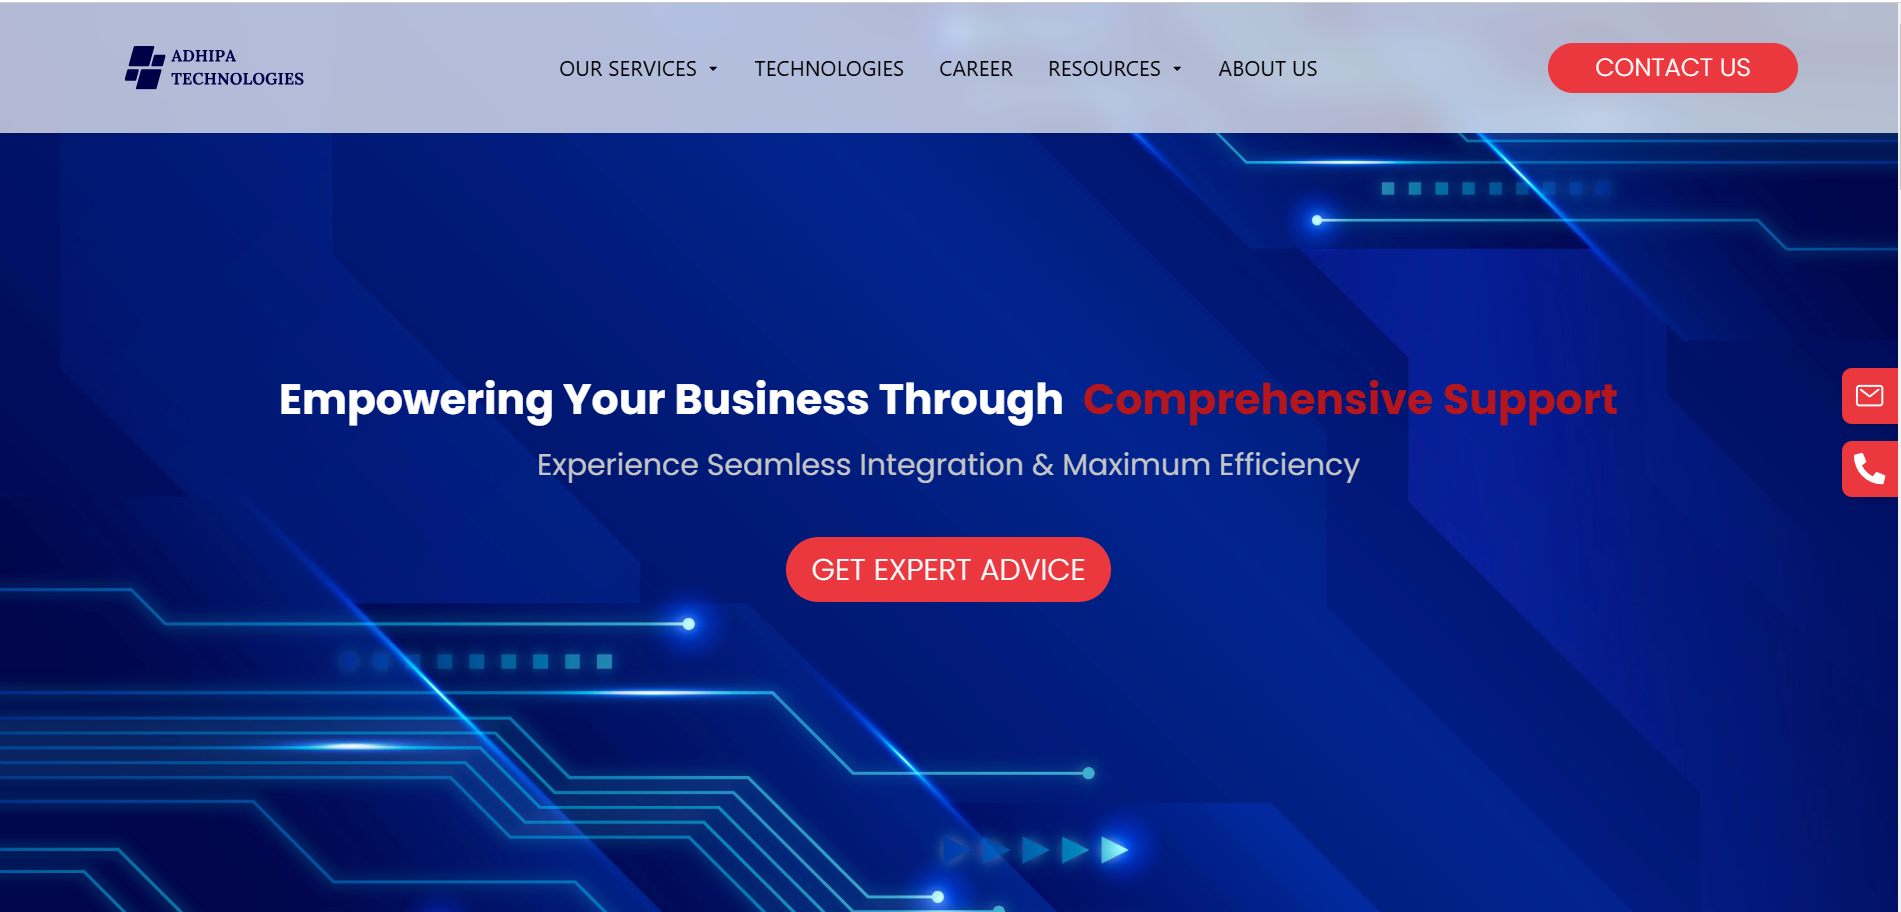 ADHIPA
TECHNOLOGIES
OUR SERVICES
TECHNOLOGIES
CAREER
RESOURCES
ABOUT US
CONTACT US
Empowering Your Business Through Comprehensive Support
Experience Seamless Integration & Maximum Efficiency
GET EXPERT ADVICE